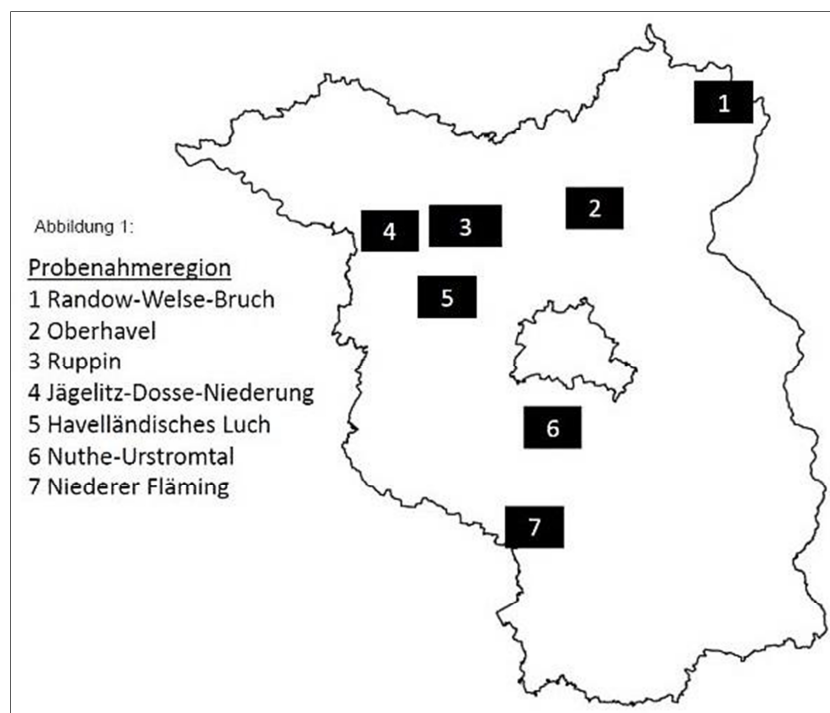 1
2
4
3
Abbildung 1:
Probenahmeregion
1 Randow-Welse-Bruch
5
2 Oberhavel
3 Ruppin
4 Jägelitz-Dosse-Niederung
5 Havelländisches Luch
6
6 Nuthe-Urstromtal
7 Niederer Fläming
7